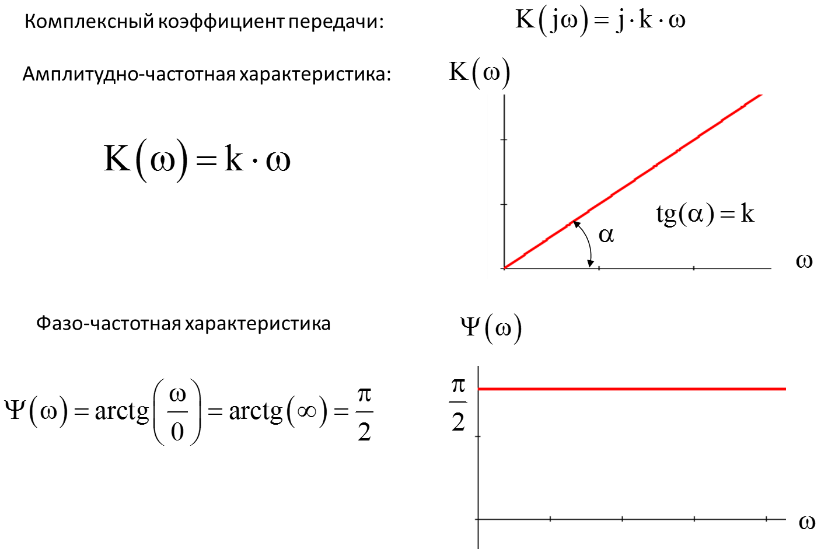 Комплексный коэффициент передачи:
K(jω) = j · k · ω
Амплитудно-частотная характеристика:
K(ω)
K(ω) = k · ω
tg(α) = k
α
ω
Фазо-частотная характеристика
Ψ(ω)
Ψ(ω) = arctg(ω/0) = arctg(∞) = π/2
π/2
ω